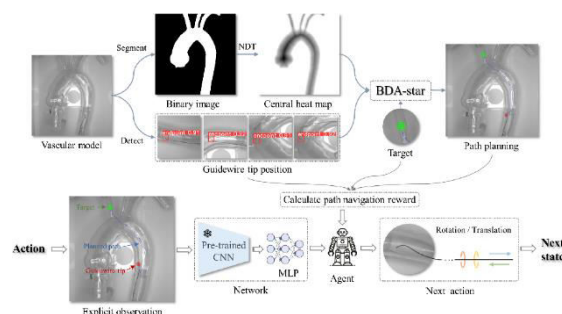 Segment
NDT
Vascular model
Binary image
Central heat map
BDA-star
Detect
Guidewire tip position
Target
Path planning
Calculate path navigation reward
Target
Planned path
Guidewire tip
Action
Pre-trained
CNN
MLP
Agent
Rotation / Translation
Next
state
Explicit observation
Network
Next action